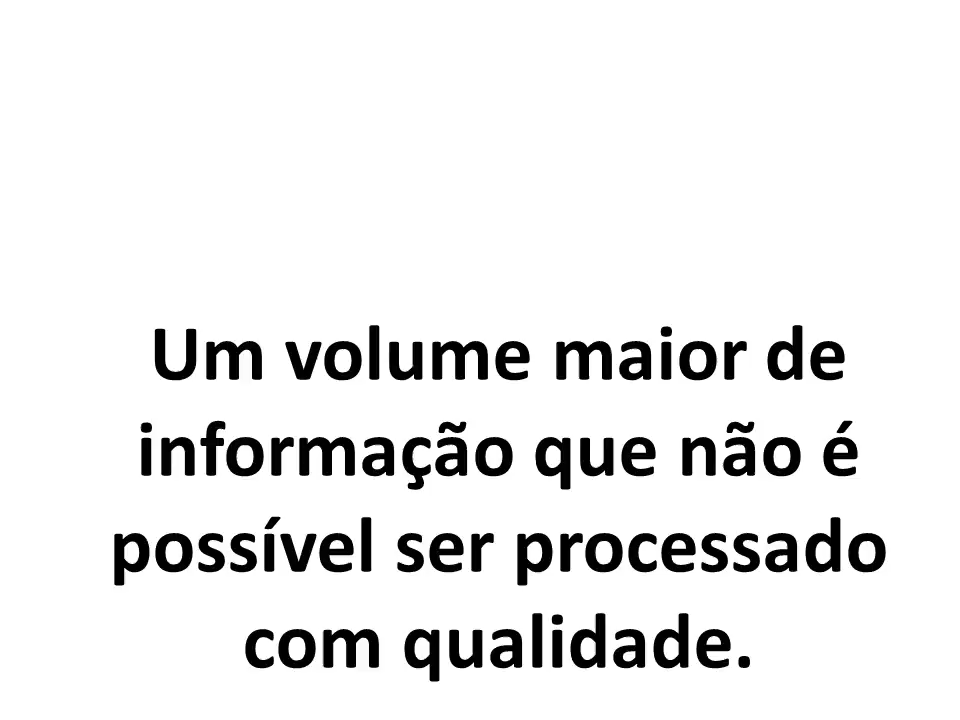 Um volume maior de
informação que não é
possível ser processado
com qualidade.